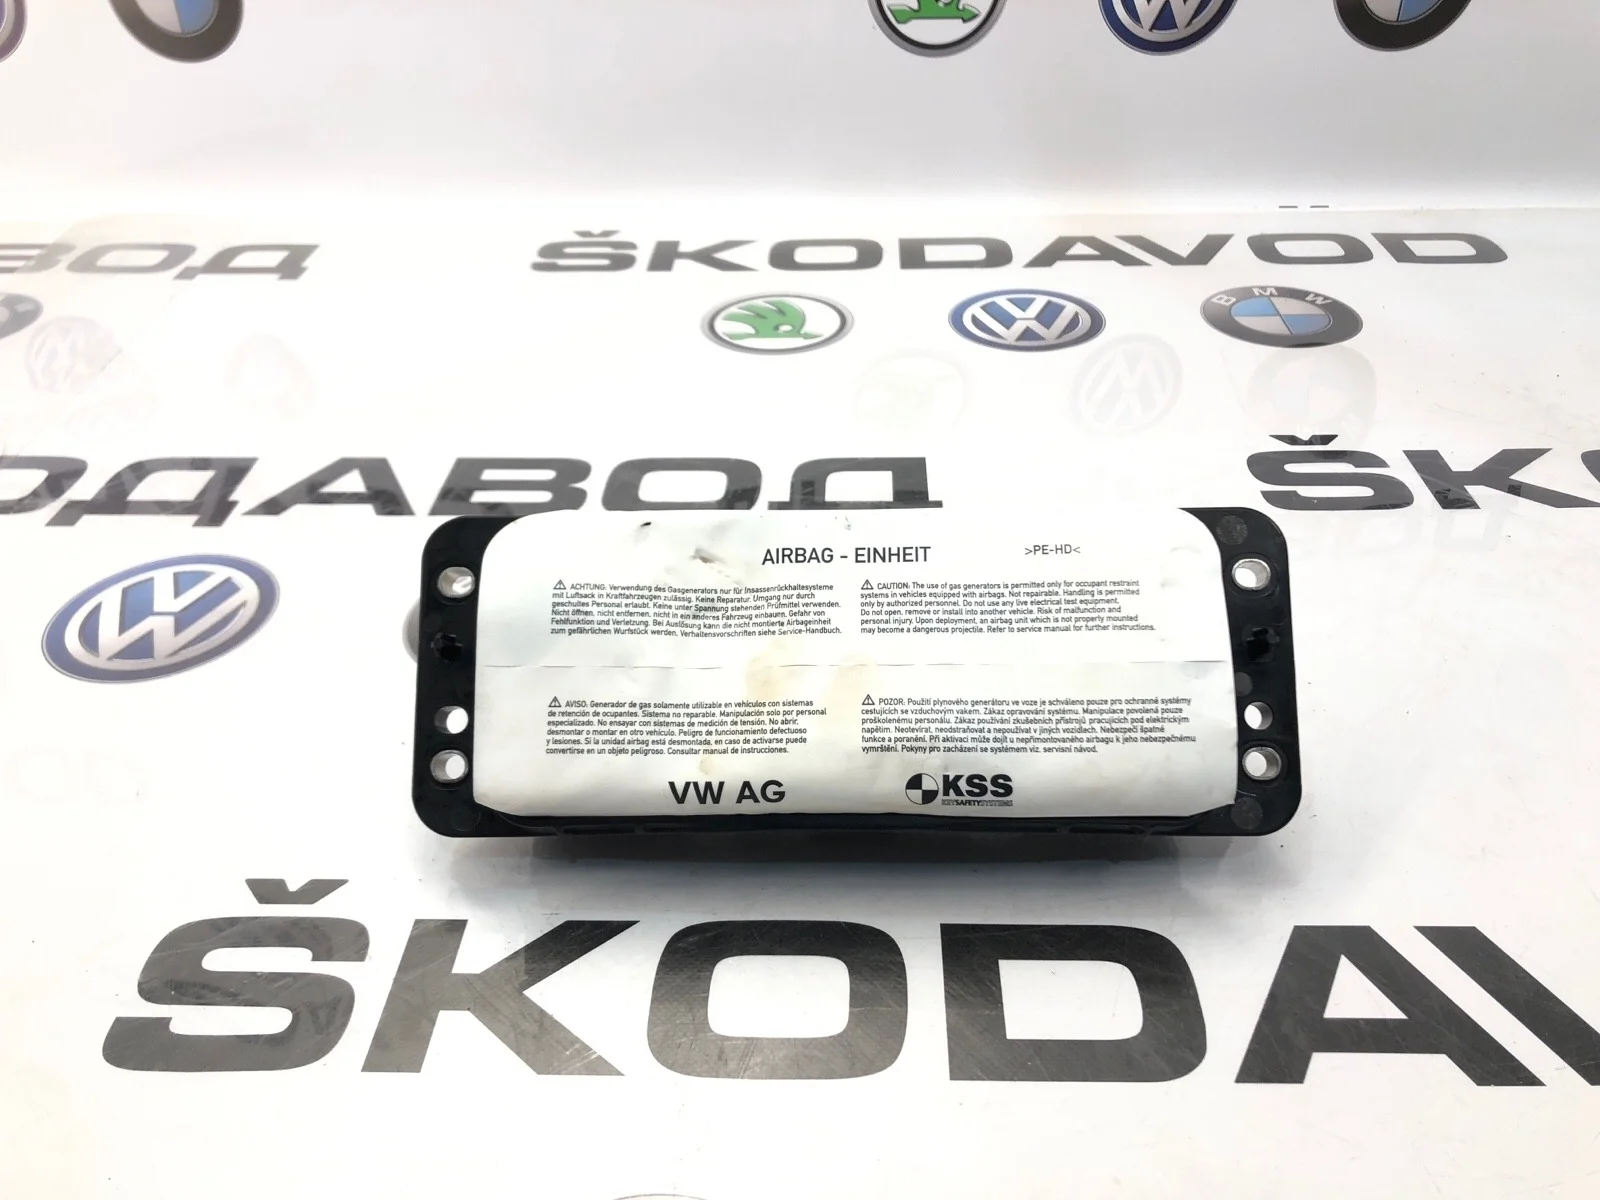 ВОД
ŠKODAVOD
BMW
ОДАВОД
ŠK
AIRBAG - EINHEIT
>PE-HD<
ACHTUNG: Verwendung des Gasgenerators nur für Insassenrückhaltesysteme
mit Luftsack in Kraftfahrzeugen zulässig. Keine Reparatur. Umgang nur durch
geschultes Personal erlaubt. Keine unter Spannung stehenden Prüfmittel verwenden.
Nicht öffnen, nicht entfernen, nicht in ein anderes Fahrzeug einbauen. Gefahr von
Fehlfunktion und Verletzung. Bei Auslösung kann die nicht montierte Airbageinheit
zum gefährlichen Wurfstück werden. Verhaltensvorschriften siehe Service-Handbuch.
CAUTION: The use of gas generators is permitted only for occupant restraint
systems in vehicles equipped with airbags. Not repairable. Handling is permitted
only by authorized personnel. Do not use any live electrical test equipment.
Do not open, remove or install into another vehicle. Risk of malfunction and
personal injury. Upon deployment, an airbag unit which is not properly mounted
may become a dangerous projectile. Refer to service manual for further instructions.
AVISO: Generador de gas solamente utilizable en vehículos con sistemas
de retención de ocupantes. Sistema no reparable. Manipulación solo por personal
especializado. No ensayar con sistemas de medición de tensión. No abrir,
desmontar o montar en otro vehículo. Peligro de funcionamiento defectuoso
y lesiones. Si la unidad airbag está desmontada, en caso de activarse puede
convertirse en un objeto peligroso. Consultar manual de instrucciones.
POZOR: Použití plynového generátoru ve voze je schváleno pouze pro ochranné systémy
cestujících se vzduchovým vakem. Zákaz opravování systému. Manipulace povolená pouze
proškolenému personálu. Zákaz používání zkušebních přístrojů pracujících pod elektrickým
napětím. Neotevírat, neodstraňovat a nepoužívat v jiných vozidlech. Nebezpečí špatné
funkce a poranění. Při aktivaci může dojít u nepřimontovaného airbagu k jeho nebezpečnému
vymrštění. Pokyny pro zacházení se systémem viz. servisní návod.
VW AG
KSS
KEY SAFETY SYSTEMS
ŠKODAV